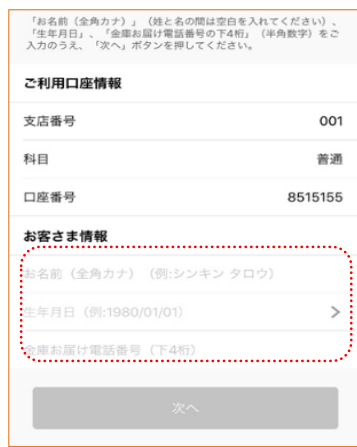 「お名前（全角カナ）」（姓と名の間は空白を入れてください）、
「生年月日」、「金庫お届け電話番号の下4桁」（半角数字）をご
入力のうえ、「次へ」ボタンを押してください。
ご利用口座情報
支店番号 001
科目 普通
口座番号 8515155
お客さま情報
お名前（全角カナ）（例:シンキン タロウ）
生年月日（例:1980/01/01）
金庫お届け電話番号（下4桁）
次へ